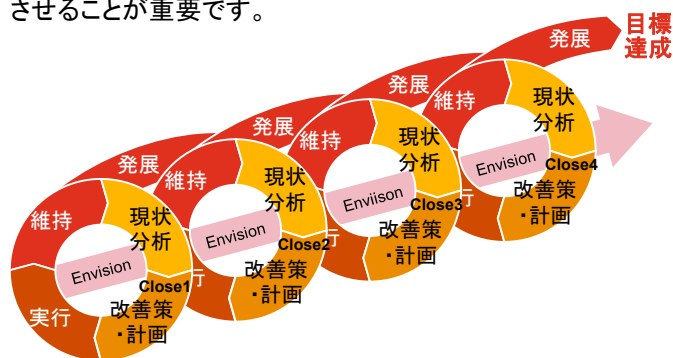 させることが重要です。
目標
達成
発展
維持
現状
分析
Envision
Close4
改善策
・計画
発展
維持
現状
分析
Enviison
Close3
行
改善策
・計画
発展
維持
現状
分析
Envision
Close2
行
改善策
・計画
発展
維持
現状
分析
Envision
Close1
行
改善策
・計画
実行